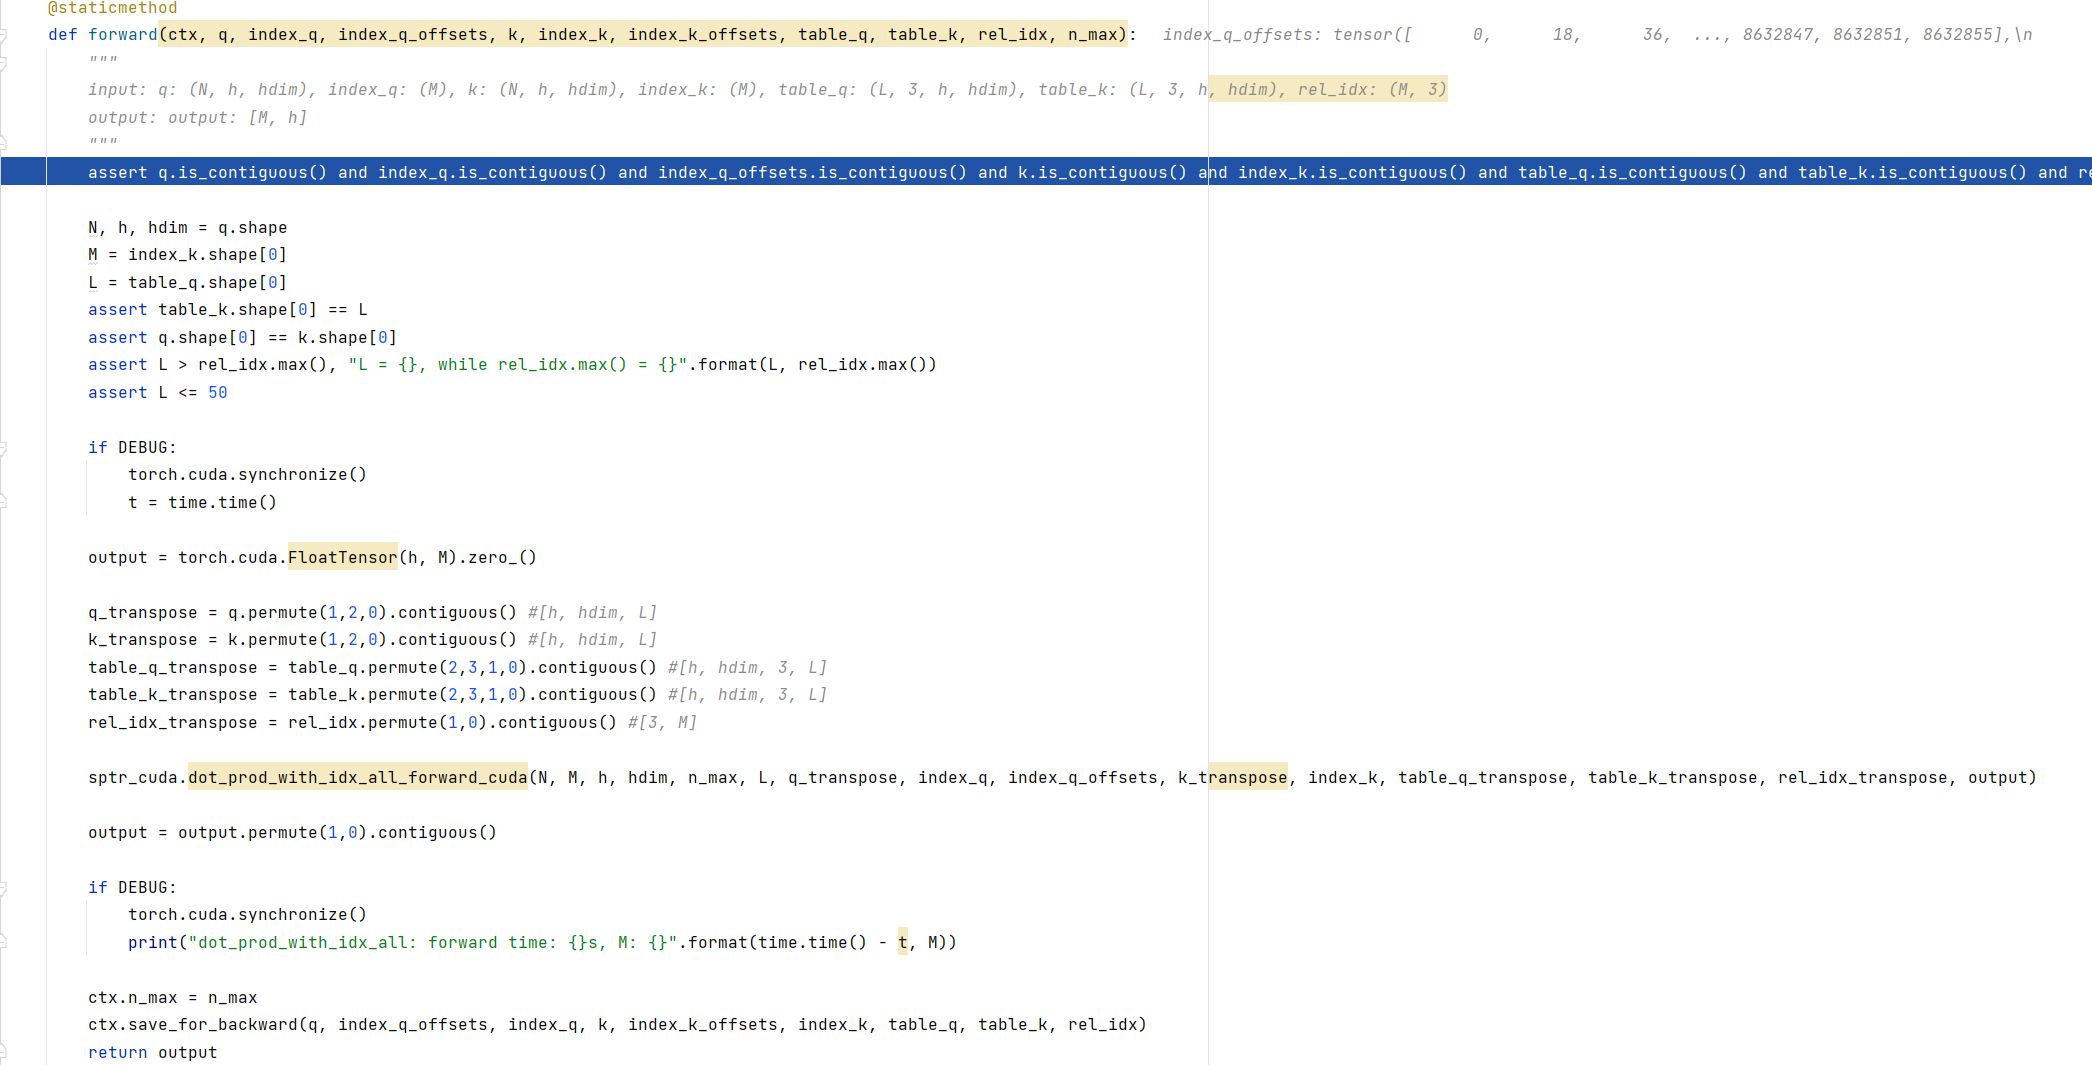 @staticmethod
def forward(ctx, q, index_q, index_q_offsets, k, index_k, index_k_offsets, table_q, table_k, rel_idx, n_max):   index_q_offsets: tensor([      0,      18,      36,  ..., 8632847, 8632851, 8632855],\n
    """
    input: q: (N, h, hdim), index_q: (M), k: (N, h, hdim), index_k: (M), table_q: (L, 3, h, hdim), table_k: (L, 3, h, hdim), rel_idx: (M, 3)
    output: output: [M, h]
    """
    assert q.is_contiguous() and index_q.is_contiguous() and index_q_offsets.is_contiguous() and k.is_contiguous() and index_k.is_contiguous() and table_q.is_contiguous() and table_k.is_contiguous() and re
    N, h, hdim = q.shape
    M = index_k.shape[0]
    L = table_q.shape[0]
    assert table_k.shape[0] == L
    assert q.shape[0] == k.shape[0]
    assert L > rel_idx.max(), "L = {}, while rel_idx.max() = {}".format(L, rel_idx.max())
    assert L <= 50
    if DEBUG:
        torch.cuda.synchronize()
        t = time.time()
    output = torch.cuda.FloatTensor(h, M).zero_()
    q_transpose = q.permute(1,2,0).contiguous() #[h, hdim, L]
    k_transpose = k.permute(1,2,0).contiguous() #[h, hdim, L]
    table_q_transpose = table_q.permute(2,3,1,0).contiguous() #[h, hdim, 3, L]
    table_k_transpose = table_k.permute(2,3,1,0).contiguous() #[h, hdim, 3, L]
    rel_idx_transpose = rel_idx.permute(1,0).contiguous() #[3, M]
    sptr_cuda.dot_prod_with_idx_all_forward_cuda(N, M, h, hdim, n_max, L, q_transpose, index_q, index_q_offsets, k_transpose, index_k, table_q_transpose, table_k_transpose, rel_idx_transpose, output)
    output = output.permute(1,0).contiguous()
    if DEBUG:
        torch.cuda.synchronize()
        print("dot_prod_with_idx_all: forward time: {}s, M: {}".format(time.time() - t, M))
    ctx.n_max = n_max
    ctx.save_for_backward(q, index_q_offsets, index_q, k, index_k_offsets, index_k, table_q, table_k, rel_idx)
    return output